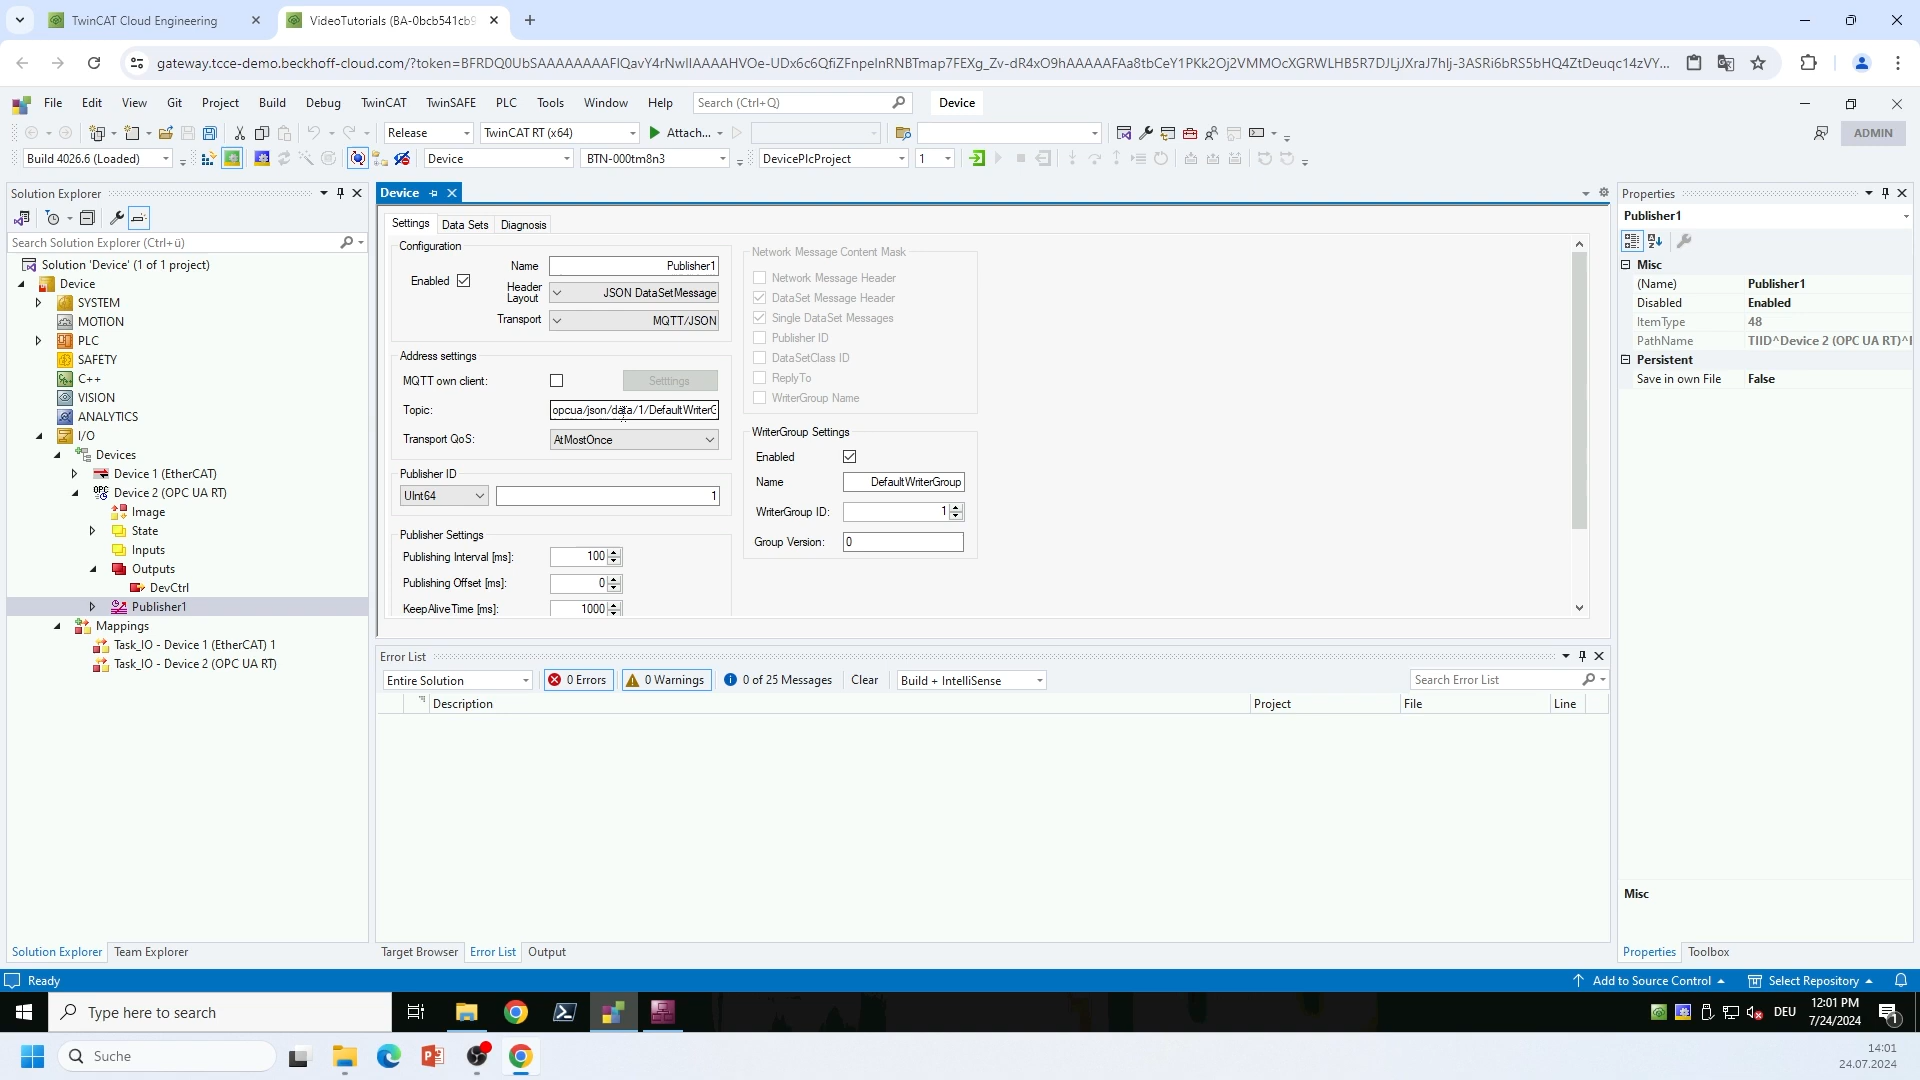 TwinCAT Cloud Engineering
VideoTutorials (BA-0bcb541cb9
gateway.tcce-demo.beckhoff-cloud.com/?token=
File Edit View Git Project Build Debug TwinCAT TwinSAFE PLC Tools Window Help Search (Ctrl+Q) Device
Release TwinCAT RT (x64) Attach... ADMIN
Build 4026.6 (Loaded) Device BTN-000tm8n3 DevicePlcProject 1
Solution Explorer
Search Solution Explorer (Ctrl+ü)
Solution 'Device' (1 of 1 project)
Device
SYSTEM
MOTION
PLC
SAFETY
C++
VISION
ANALYTICS
I/O
Devices
Device 1 (EtherCAT)
Device 2 (OPC UA RT)
Image
State
Inputs
Outputs
DevCtrl
Publisher1
Mappings
Task_IO - Device 1 (EtherCAT) 1
Task_IO - Device 2 (OPC UA RT)
Solution Explorer Team Explorer
Device
Settings Data Sets Diagnosis
Configuration
Enabled
Name Publisher1
Header Layout JSON DataSetMessage
Transport MQTT/JSON
Address settings
MQTT own client: Setttings
Topic: opcua/json/data/1/DefaultWriterG
Transport QoS: AtMostOnce
Publisher ID
UInt64 1
Publisher Settings
Publishing Interval [ms]: 100
Publishing Offset [ms]: 0
KeepAliveTime [ms]: 1000
Network Message Content Mask
Network Message Header
DataSet Message Header
Single DataSet Messages
Publisher ID
DataSetClass ID
ReplyTo
WriterGroup Name
WriterGroup Settings
Enabled
Name DefaultWriterGroup
WriterGroup ID: 1
Group Version: 0
Error List
Entire Solution 0 Errors 0 Warnings 0 of 25 Messages Clear Build + IntelliSense Search Error List
Description Project File Line
Target Browser Error List Output
Properties
Publisher1
Misc
(Name) Publisher1
Disabled Enabled
ItemType 48
PathName TIID^Device 2 (OPC UA RT)^
Persistent
Save in own File False
Misc
Properties Toolbox
Ready Add to Source Control Select Repository
Type here to search DEU 12:01 PM
7/24/2024
1
Suche 14:01
24.07.2024